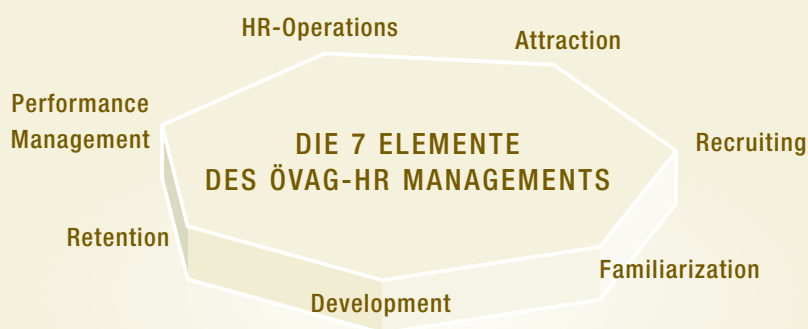 HR-Operations
Attraction
Performance
Management
DIE 7 ELEMENTE
DES ÖVAG-HR MANAGEMENTS
Recruiting
Retention
Familiarization
Development